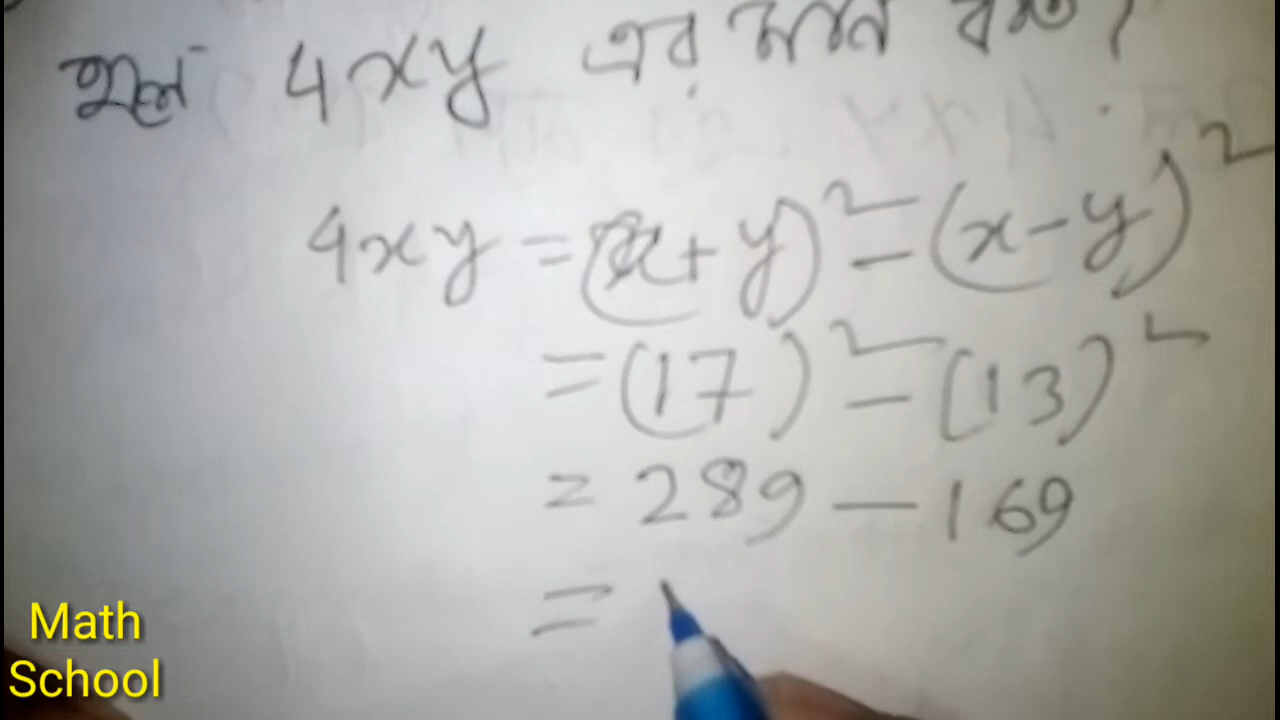 হলে 4xy এর মান কত?
4xy = (x+y)² - (x-y)²
= (17)² - (13)²
= 289 - 169
=
Math
School